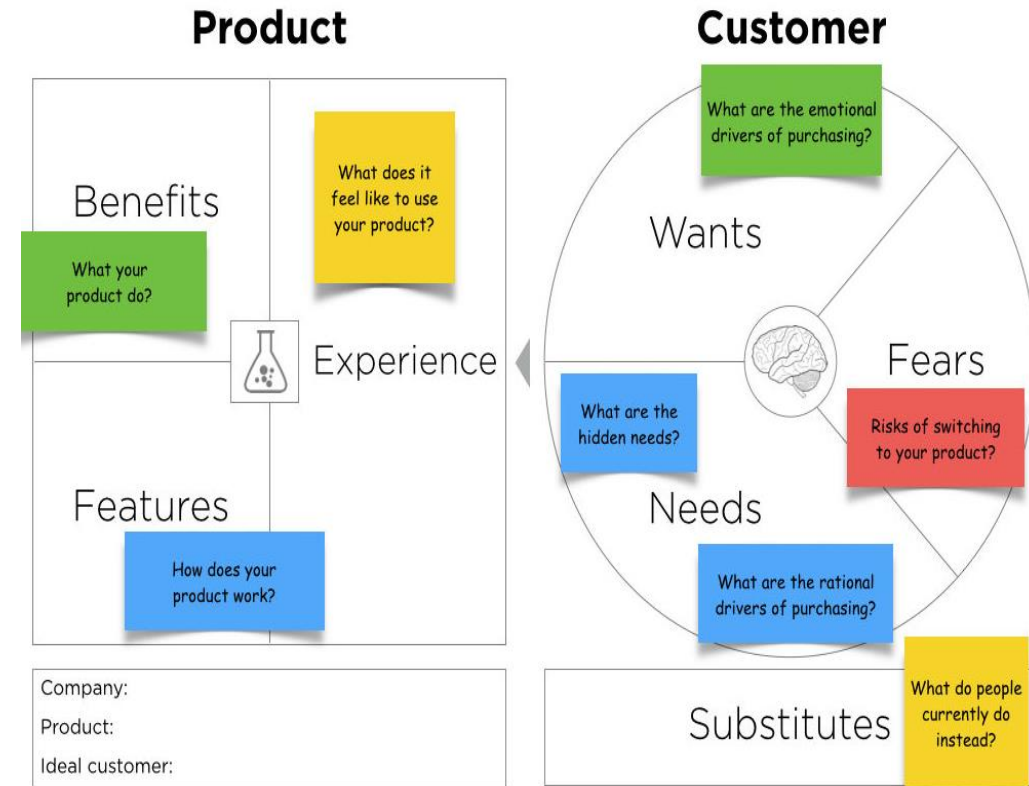 Product
Benefits
What your
product do?
What does it
feel like to use
your product?
Experience
Features
How does your
product work?
Company:
Product:
Ideal customer:
Customer
What are the emotional
drivers of purchasing?
Wants
Fears
Risks of switching
to your product?
What are the
hidden needs?
Needs
What are the rational
drivers of purchasing?
Substitutes
What do people
currently do
instead?